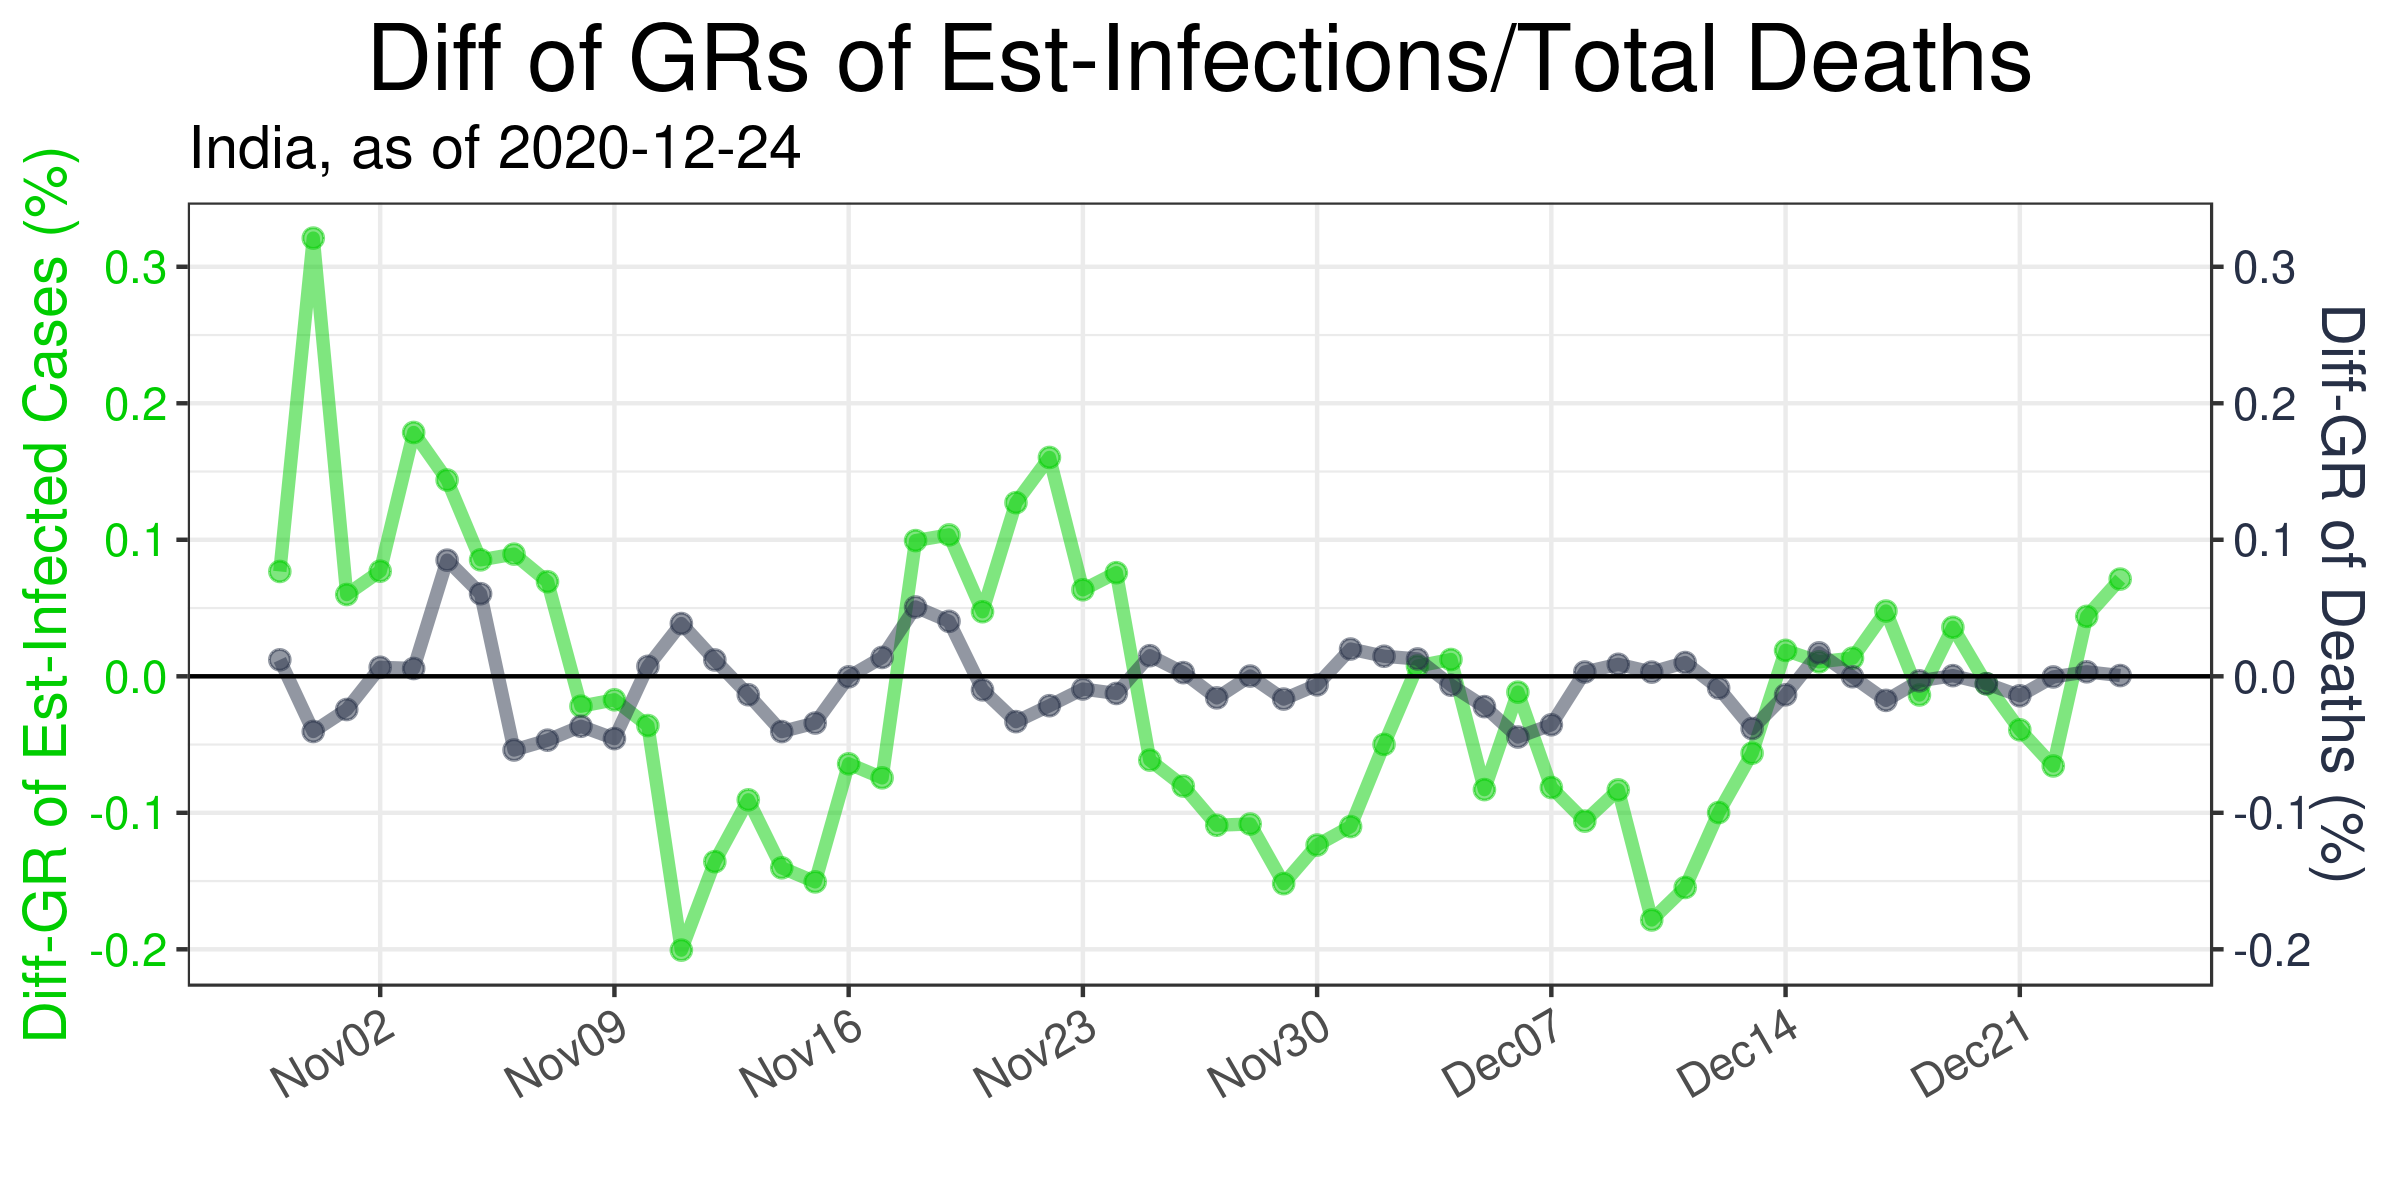 Diff of GRs of Est-Infections/Total Deaths
India, as of 2020-12-24
Diff-GR of Est-Infected Cases (%)
0.3
0.2
0.1
0.0
-0.1
-0.2
0.3
0.2
0.1
0.0
-0.1
-0.2
Diff-GR of Deaths (%)
Nov02
Nov09
Nov16
Nov23
Nov30
Dec07
Dec14
Dec21